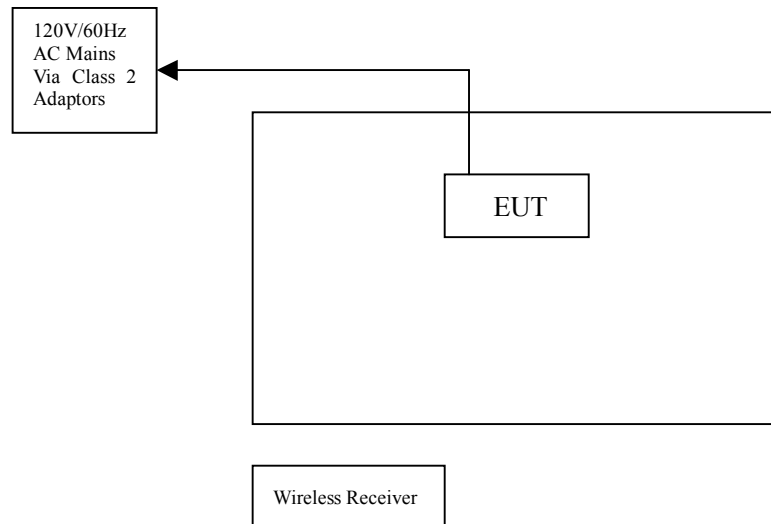 120V/60Hz
AC Mains
Via Class 2
Adaptors
EUT
Wireless Receiver